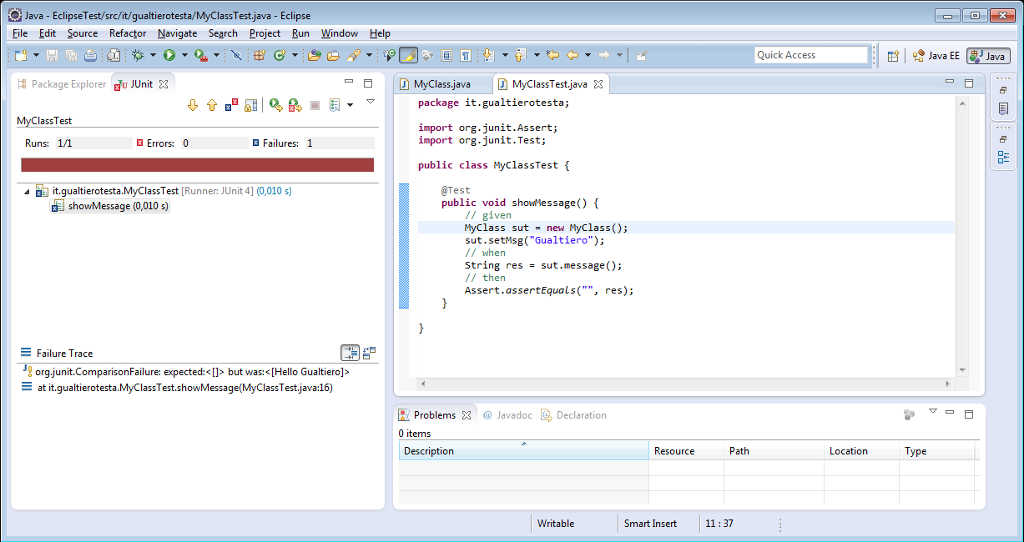 Java - EclipseTest/src/it/gualtierotesta/MyClassTest.java - Eclipse
File Edit Source Refactor Navigate Search Project Run Window Help
Quick Access
Java EE
Java
Package Explorer
JUnit
MyClassTest
Runs: 1/1
Errors: 0
Failures: 1
it.gualtierotesta.MyClassTest [Runner: JUnit 4] (0,010 s)
showMessage (0,010 s)
Failure Trace
org.junit.ComparisonFailure: expected:<[]> but was:<[Hello Gualtiero]>
at it.gualtierotesta.MyClassTest.showMessage(MyClassTest.java:16)
MyClass.java
MyClassTest.java
package it.gualtierotesta;
import org.junit.Assert;
import org.junit.Test;
public class MyClassTest {
@Test
public void showMessage() {
// given
MyClass sut = new MyClass();
sut.setMsg("Gualtiero");
// when
String res = sut.message();
// then
Assert.assertEquals("", res);
}
}
Problems
@ Javadoc
Declaration
0 items
Description Resource Path Location Type
Writable
Smart Insert
11 : 37